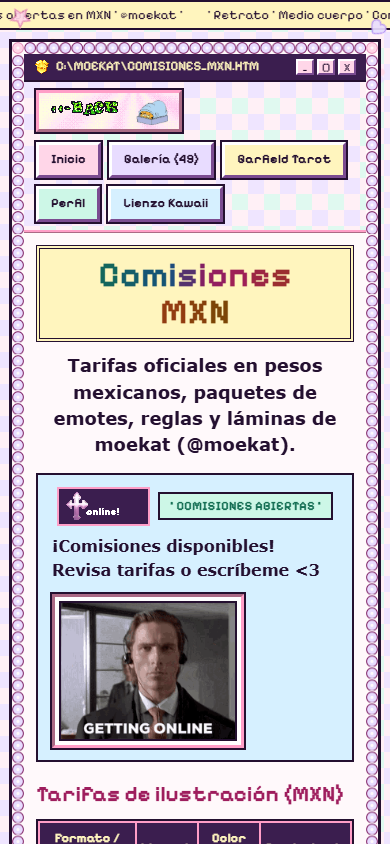 abiertas en MXN * @moekat *   * Retrato * Medio cuerpo * Co
C:\MOEKAT\COMISIONES_MXN.HTM
_ O X
<--BACK
Inicio
Galería (49)
Garfield Tarot
Perfil
Lienzo Kawaii
Comisiones
MXN
Tarifas oficiales en pesos
mexicanos, paquetes de
emotes, reglas y láminas de
moekat (@moekat).
online!
* COMISIONES ABIERTAS *
¡Comisiones disponibles!
Revisa tarifas o escríbeme <3
GETTING ONLINE
Tarifas de ilustración (MXN)
Formato /
Color